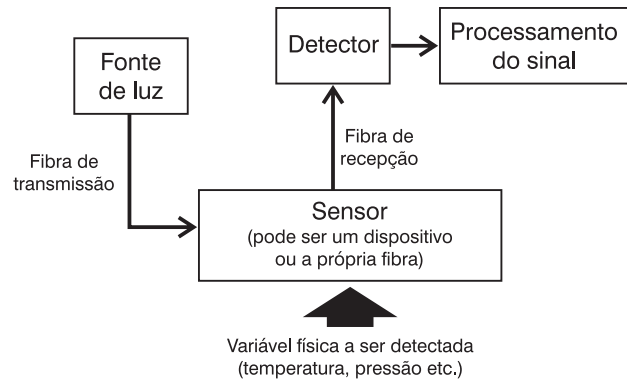 Fonte
de luz
Detector
Processamento
do sinal
Fibra de
transmissão
Fibra de
recepção
Sensor
(pode ser um dispositivo
ou a própria fibra)
Variável física a ser detectada
(temperatura, pressão etc.)